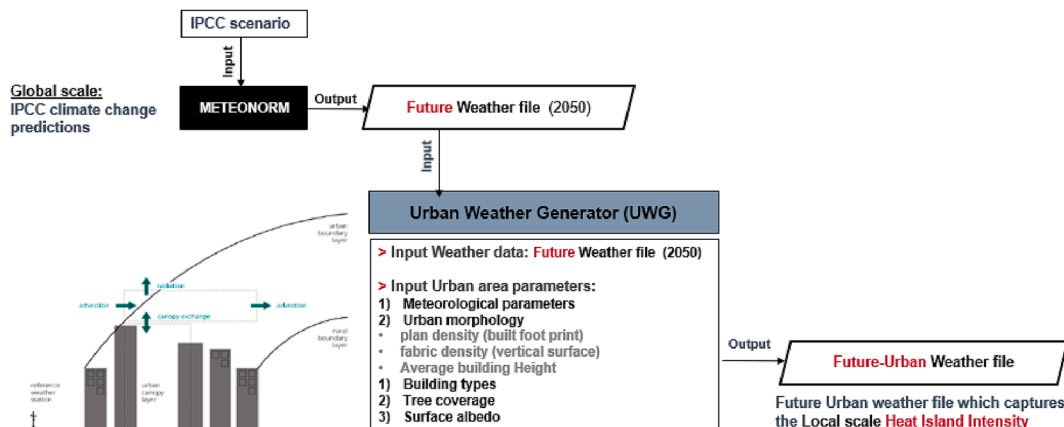 IPCC scenario
Input
Global scale:
IPCC climate change
predictions
METEONORM
Output
Future Weather file (2050)
Input
Urban Weather Generator (UWG)
> Input Weather data: Future Weather file (2050)
> Input Urban area parameters:
1) Meteorological parameters
2) Urban morphology
• plan density (built foot print)
• fabric density (vertical surface)
• Average building Height
1) Building types
2) Tree coverage
3) Surface albedo
urban
boundary
layer
radiation
advection
advection
canopy-exchange
rural
boundary
layer
reference
weather
station
urban
canopy-
layer
Output
Future-Urban Weather file
Future Urban weather file which captures
the Local scale Heat Island Intensity